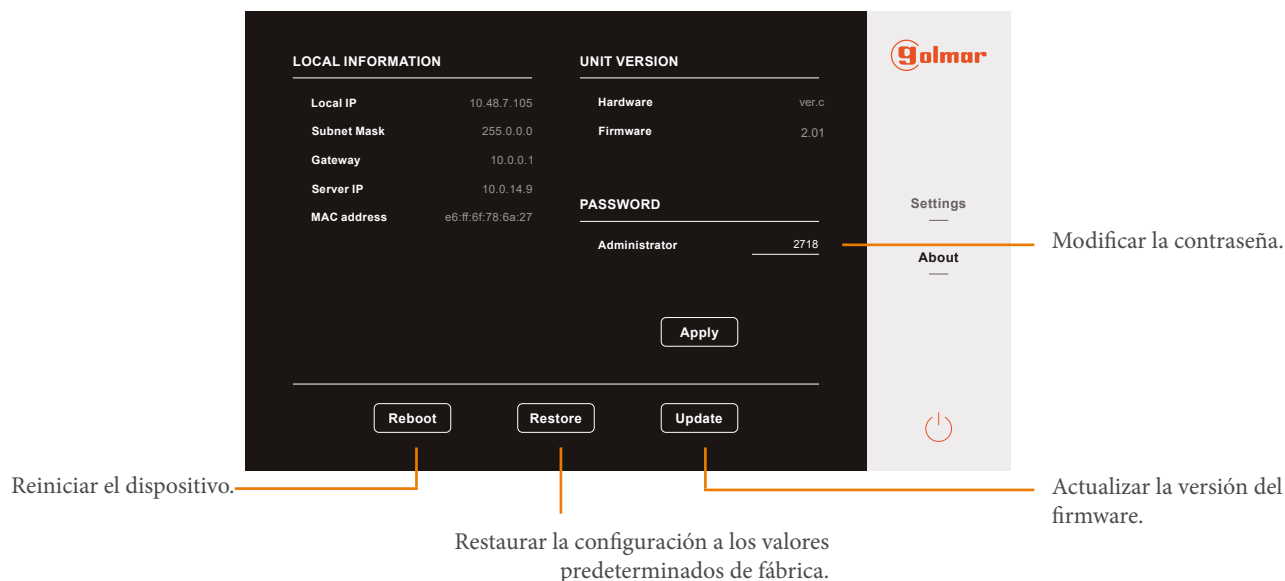 golmar
LOCAL INFORMATION
Local IP 10.48.7.105
Subnet Mask 255.0.0.0
Gateway 10.0.0.1
Server IP 10.0.14.9
MAC address e6:ff:6f:78:6a:27
UNIT VERSION
Hardware ver.c
Firmware 2.01
PASSWORD
Administrator 2718
Apply
Settings
About
Modificar la contraseña.
Reboot
Restore
Update
Reiniciar el dispositivo.
Restaurar la configuración a los valores
predeterminados de fábrica.
Actualizar la versión del
firmware.